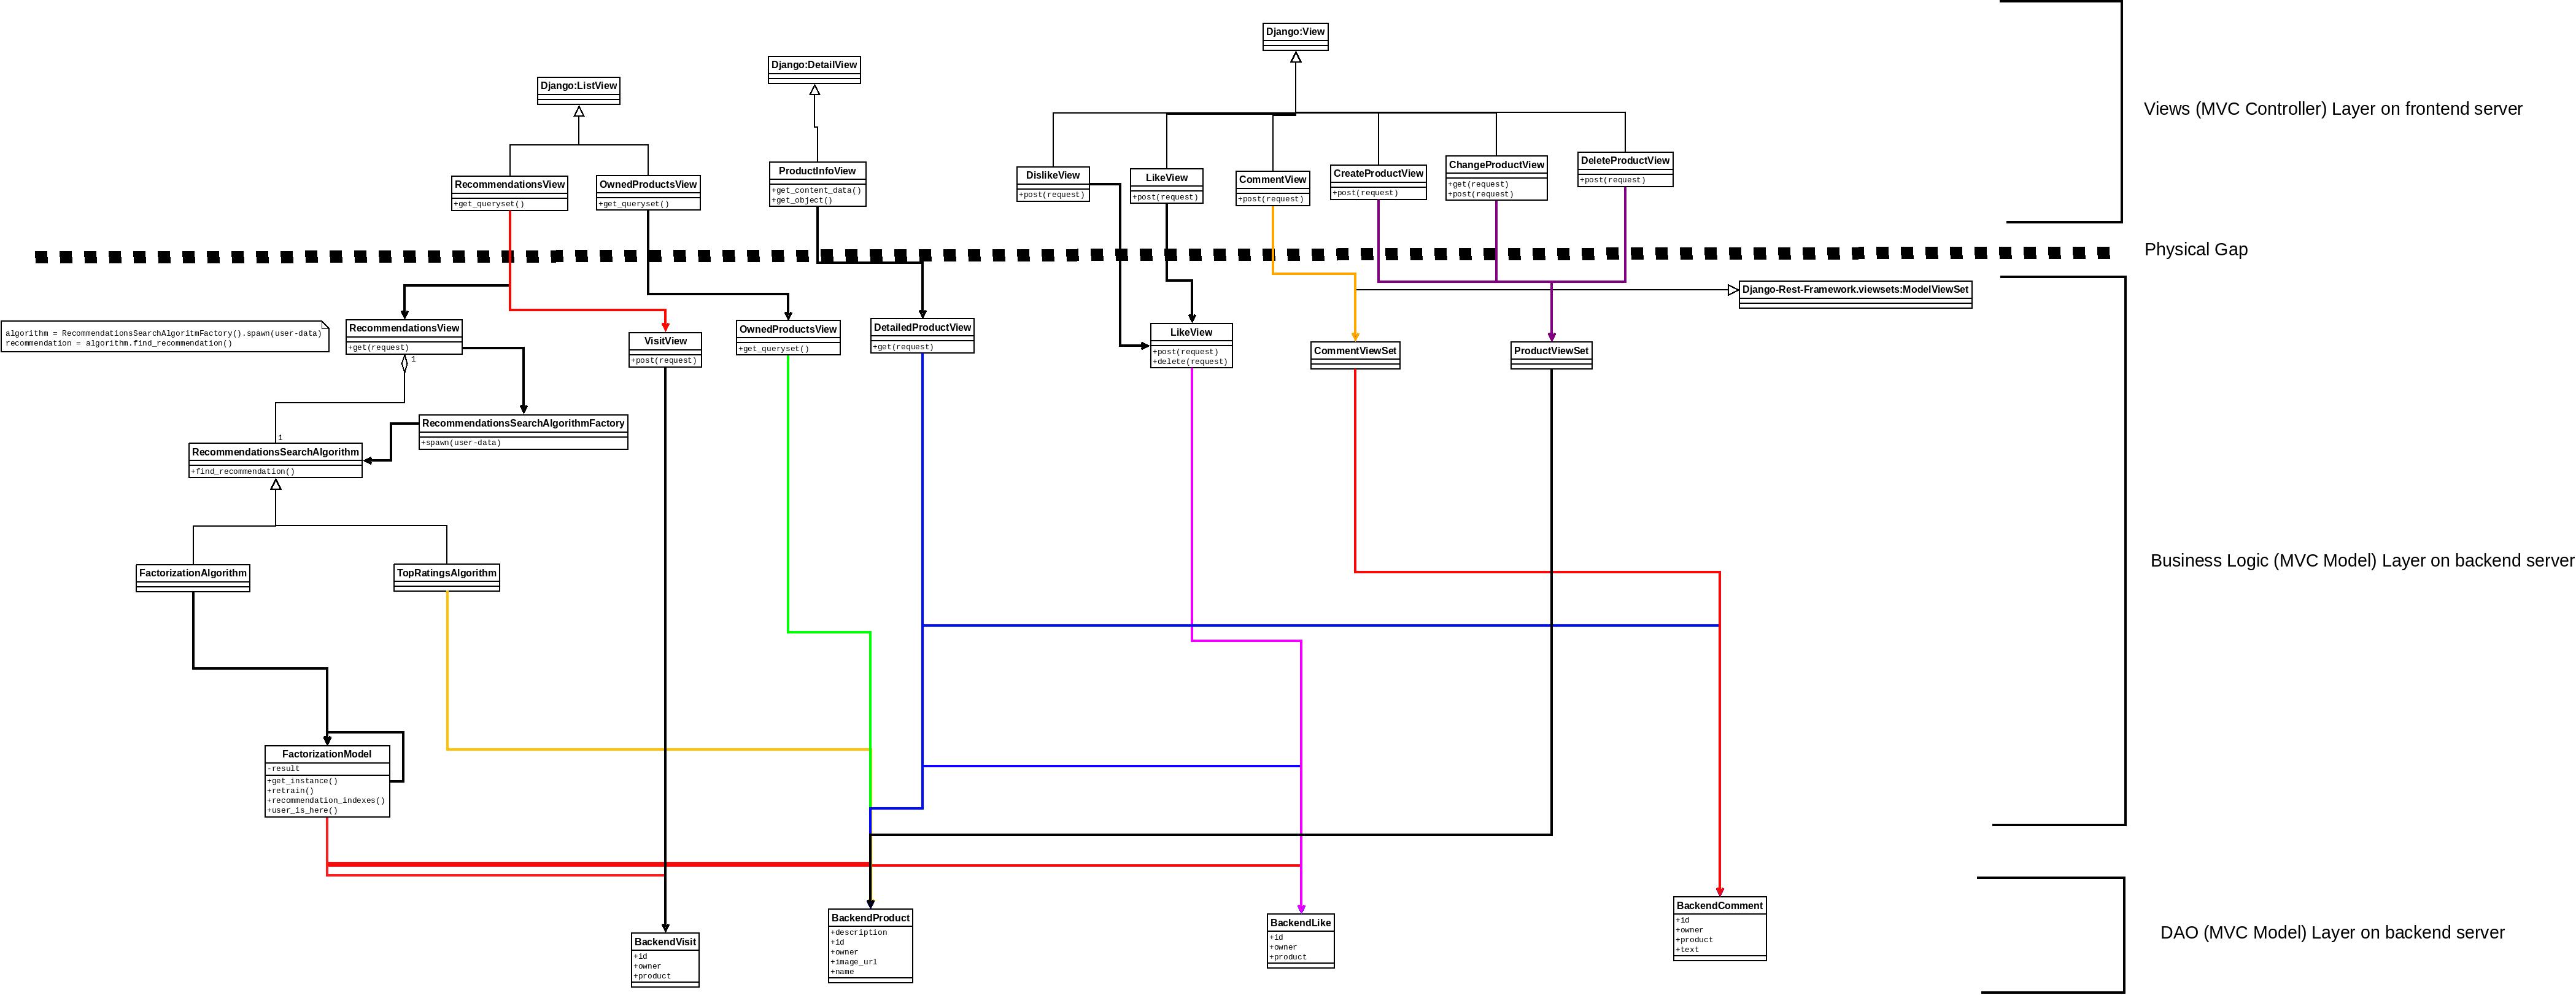 Django:View
Django:DetailView
Django:ListView
Views (MVC Controller) Layer on frontend server
RecommendationsView
+get_queryset()
OwnedProductsView
+get_queryset()
ProductInfoView
+get_content_data()
+get_object()
DislikeView
+post(request)
LikeView
+post(request)
CommentView
+post(request)
CreateProductView
+post(request)
ChangeProductView
+get(request)
+post(request)
DeleteProductView
+post(request)
Physical Gap
Django-Rest-Framework.viewsets:ModelViewSet
algorithm = RecommendationsSearchAlgoritmFactory().spawn(user-data)
recommendation = algorithm.find_recommendation()
RecommendationsView
+get(request)
1
VisitView
+post(request)
OwnedProductsView
+get_queryset()
DetailedProductView
+get(request)
LikeView
+post(request)
+delete(request)
CommentViewSet
ProductViewSet
RecommendationsSearchAlgorithmFactory
+spawn(user-data)
1
RecommendationsSearchAlgorithm
+find_recommendation()
Business Logic (MVC Model) Layer on backend server
FactorizationAlgorithm
TopRatingsAlgorithm
FactorizationModel
-result
+get_instance()
+retrain()
+recommendation_indexes()
+user_is_here()
BackendVisit
+id
+owner
+product
BackendProduct
+description
+id
+owner
+image_url
+name
BackendLike
+id
+owner
+product
BackendComment
+id
+owner
+product
+text
DAO (MVC Model) Layer on backend server